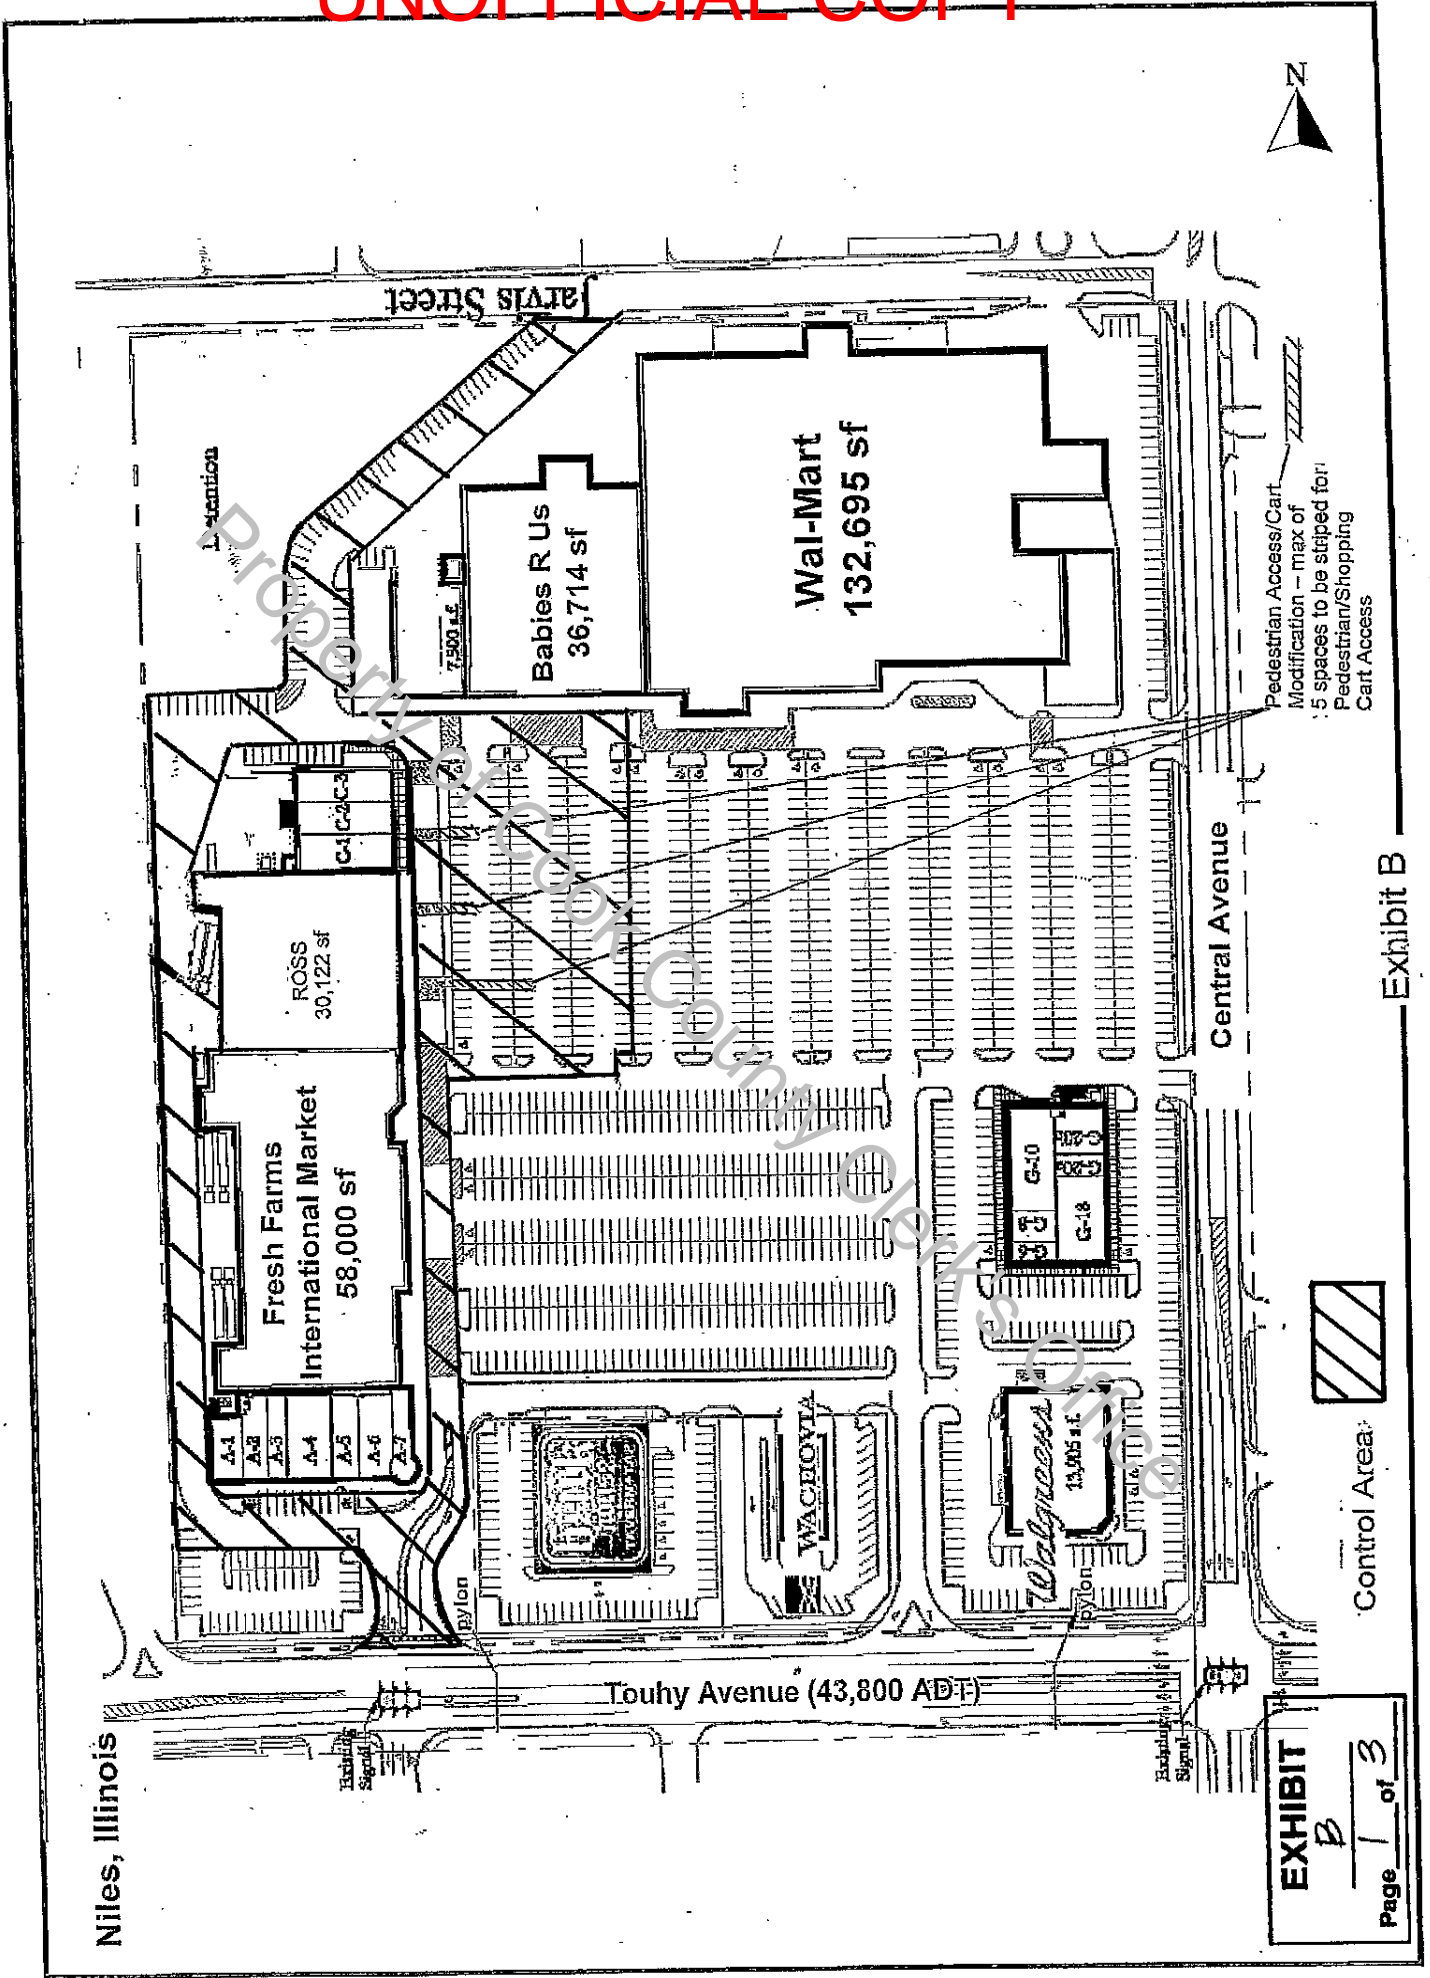 UNOFFICIAL COPY
N
Niles, Illinois
arvis Street
7,500 s.f.
Babies R Us
36,714 sf
Wal-Mart
132,695 sf
C-1 C-2 C-3
ROSS
30,122 sf
Fresh Farms
International Market
58,000 sf
A-1
A-2
A-3
A-4
A-5
A-6
A-7
G-10
G-18
WACHOVIA
Walgreens
13,905 s.f.
pylon
pylon
Touhy Avenue (43,800 ADT)
Existing
Signal
Existing
Signal
Central Avenue
Pedestrian Access/Cart
Modification – max of
15 spaces to be striped for
Pedestrian/Shopping
Cart Access
Control Area:
Exhibit B
EXHIBIT
B
Page 1 of 3
Property of Cook County Clerk's Office